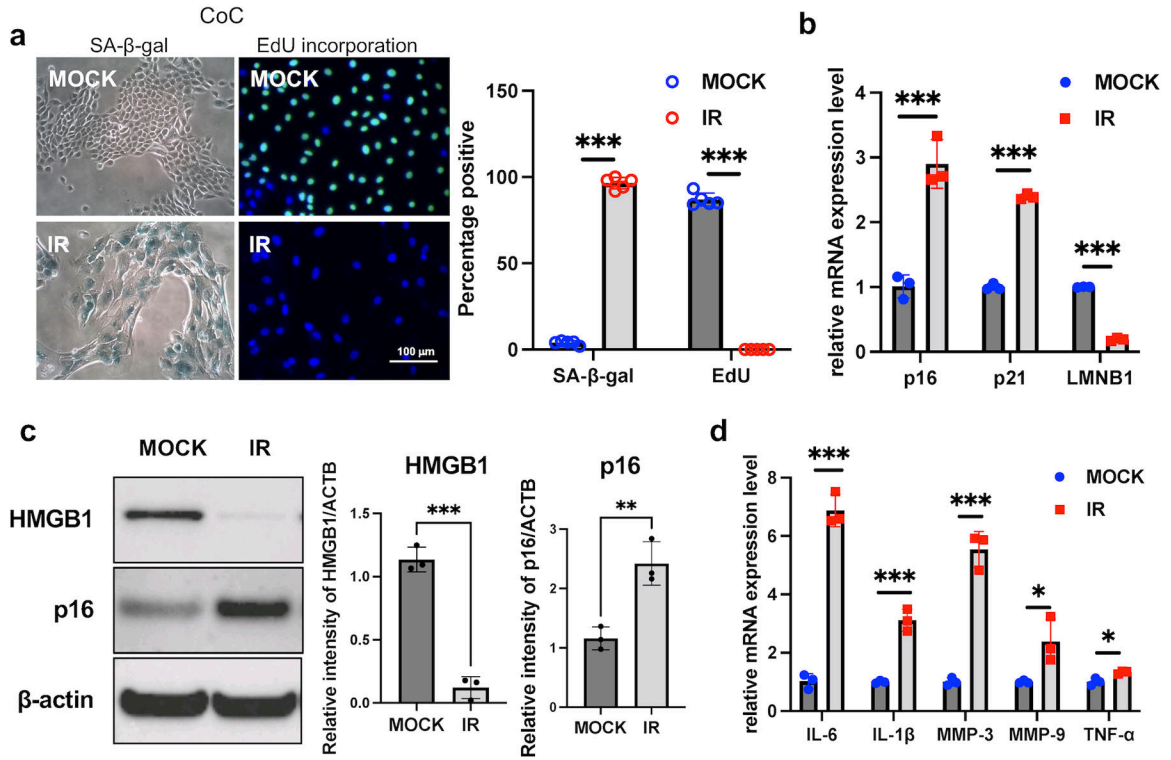 CoC
a
SA-β-gal
EdU incorporation
MOCK
MOCK
IR
IR
100 μm
Percentage positive
150
100
50
0
MOCK
IR
***
***
SA-β-gal
EdU
b
relative mRNA expression level
4
3
2
1
0
MOCK
IR
***
***
***
p16
p21
LMNB1
c
MOCK
IR
HMGB1
p16
β-actin
HMGB1
Relative intensity of HMGB1/ACTB
1.5
1.0
0.5
0.0
***
MOCK
IR
p16
Relative intensity of p16/ACTB
3
2
1
0
**
MOCK
IR
d
relative mRNA expression level
8
6
4
2
0
MOCK
IR
***
***
***
*
*
IL-6
IL-1β
MMP-3
MMP-9
TNF-α